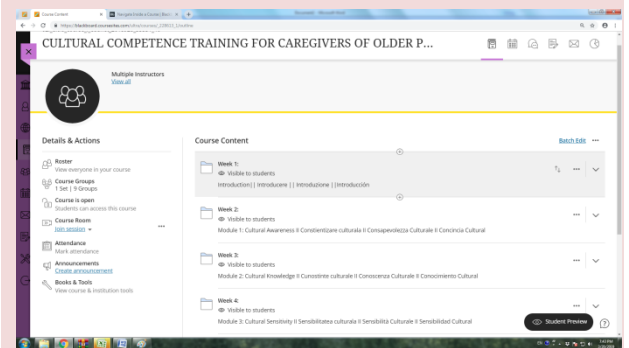 Course Content
CULTURAL COMPETENCE TRAINING FOR CAREGIVERS OF OLDER P...
Multiple Instructors
View all
Details & Actions
Roster
View everyone in your course
Course Groups
1 Set | 9 Groups
Course is open
Students can access this course
Course Room
Join session
Attendance
Mark attendance
Announcements
Create announcement
Books & Tools
View course & institution tools
Course Content
Batch Edit
Week 1:
Visible to students
Introduction|| Introducere || Introduzione ||Introducción
Week 2:
Visible to students
Module 1: Cultural Awareness II Constientizare culturala II Consapevolezza Culturale II Concincia Cultural
Week 3:
Visible to students
Module 2: Cultural Knowledge II Cunostinte culturale II Conoscenza Culturale II Conocimiento Cultural
Week 4:
Visible to students
Module 3: Cultural Sensitivity II Sensibilitatea culturala II Sensibilità Culturale II Sensibilidad Cultural
Student Preview